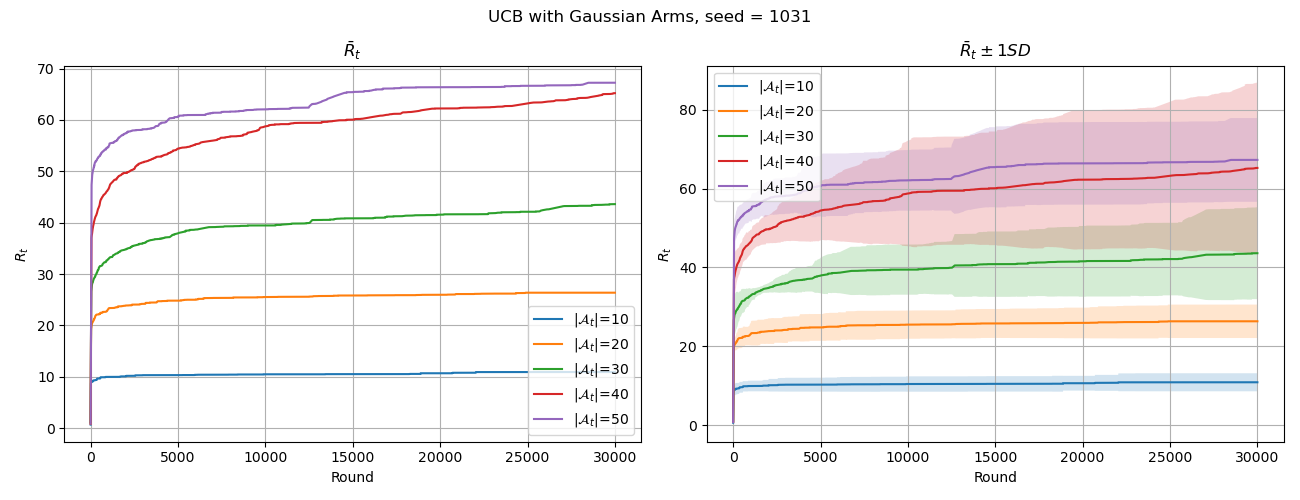 UCB with Gaussian Arms, seed = 1031
R̄ₜ
70
60
50
40
30
20
10
0
Rₜ
0 5000 10000 15000 20000 25000 30000
Round
|𝒜ₜ|=10
|𝒜ₜ|=20
|𝒜ₜ|=30
|𝒜ₜ|=40
|𝒜ₜ|=50
R̄ₜ ± 1SD
80
60
40
20
0
Rₜ
0 5000 10000 15000 20000 25000 30000
Round
|𝒜ₜ|=10
|𝒜ₜ|=20
|𝒜ₜ|=30
|𝒜ₜ|=40
|𝒜ₜ|=50